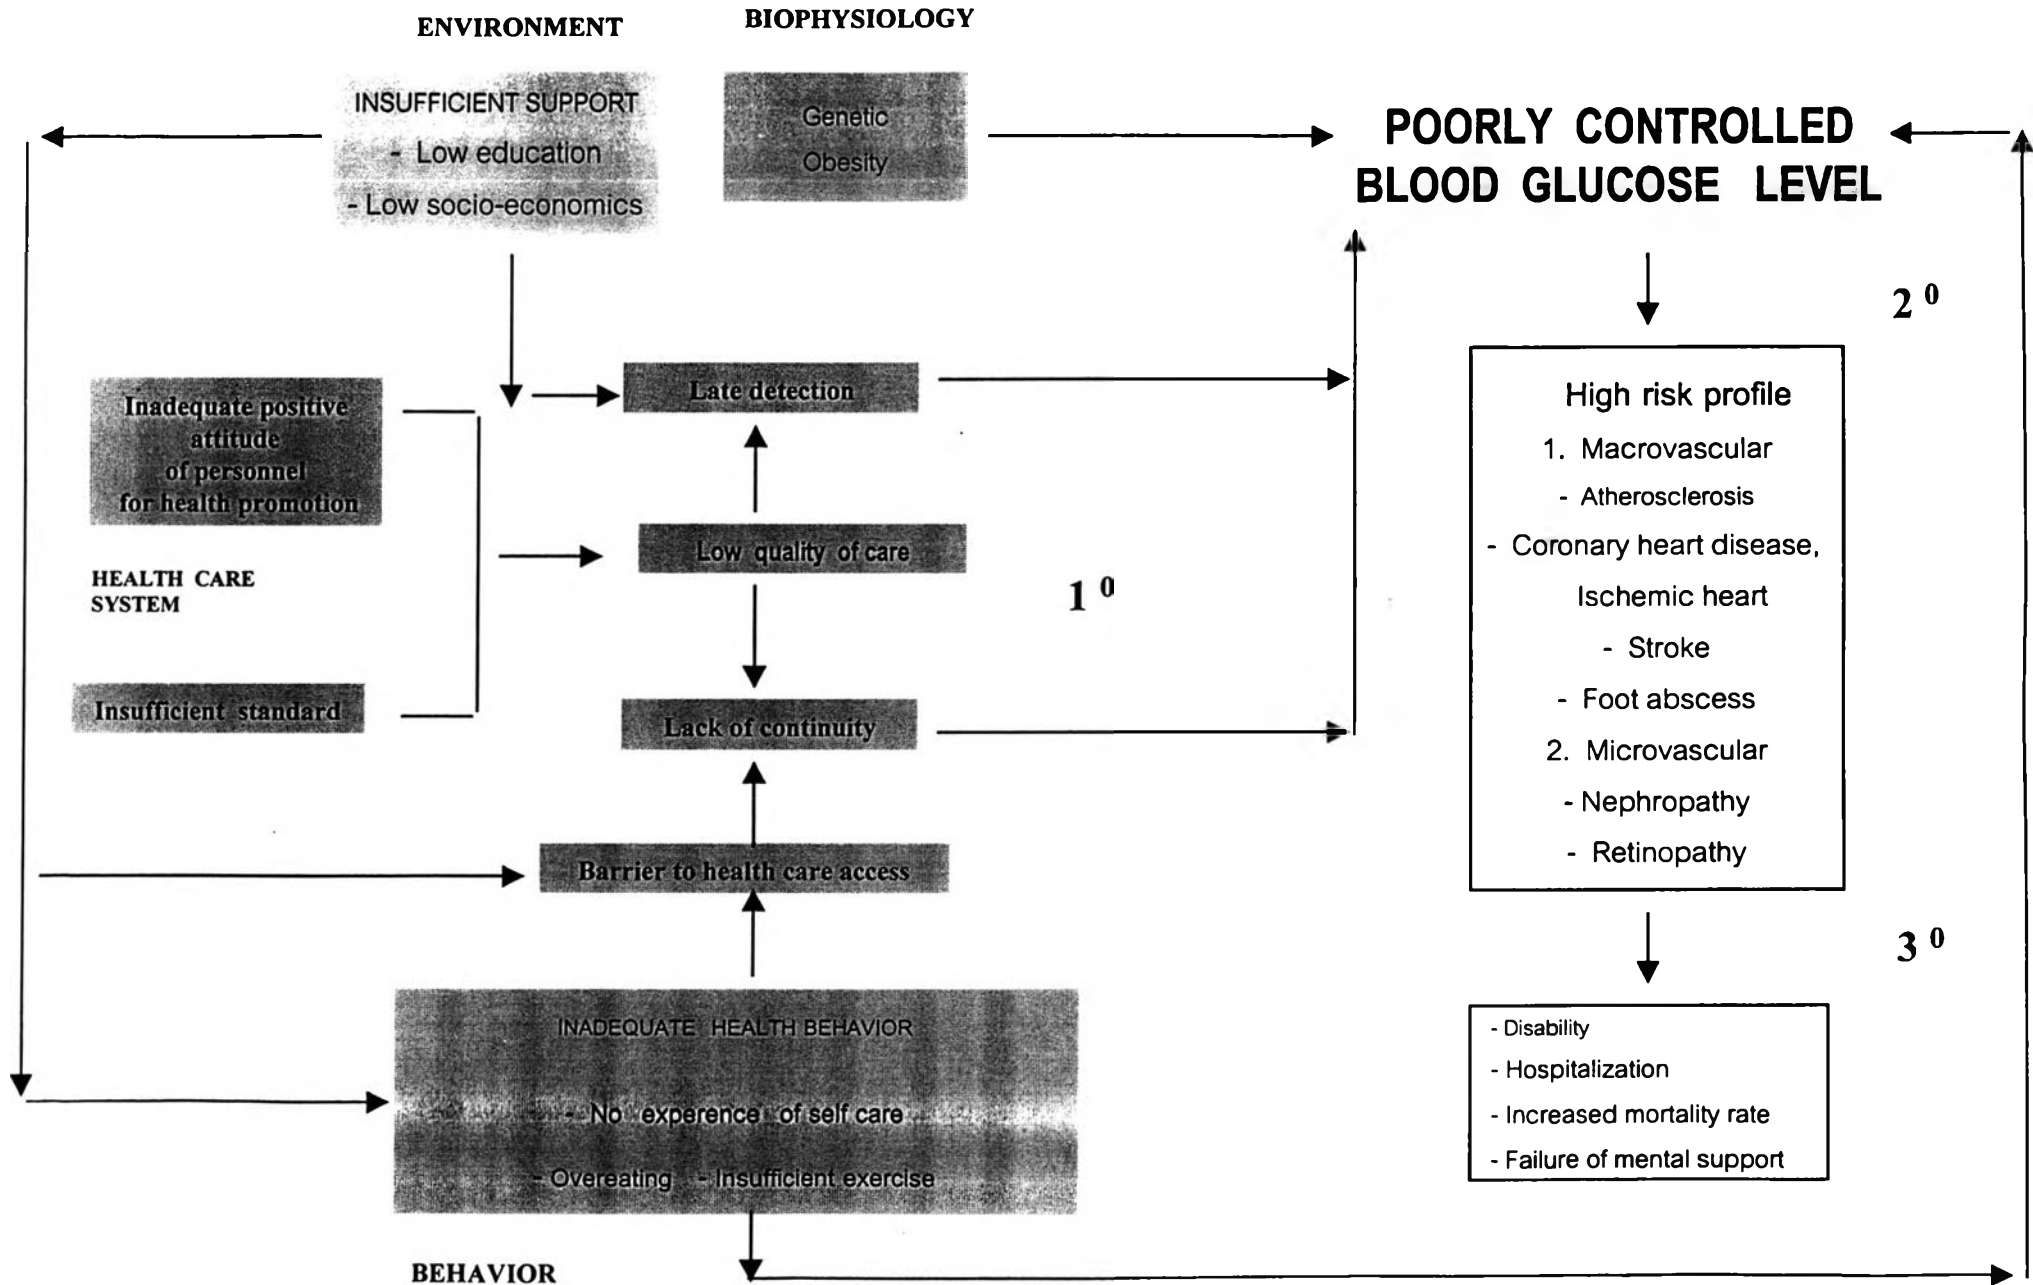 ENVIRONMENT
BIOPHYSIOLOGY
INSUFFICIENT SUPPORT
- Low education
- Low socio-economics
Genetic
Obesity
POORLY CONTROLLED
BLOOD GLUCOSE LEVEL
2 0
Late detection
Inadequate positive
attitude
of personnel
for health promotion
Low quality of care
HEALTH CARE
SYSTEM
1 0
Insufficient standard
Lack of continuity
Barrier to health care access
High risk profile
1. Macrovascular
- Atherosclerosis
- Coronary heart disease,
Ischemic heart
- Stroke
- Foot abscess
2. Microvascular
- Nephropathy
- Retinopathy
3 0
INADEQUATE HEALTH BEHAVIOR
- No experence of self care
- Overeating - Insufficient exercise
- Disability
- Hospitalization
- Increased mortality rate
- Failure of mental support
BEHAVIOR